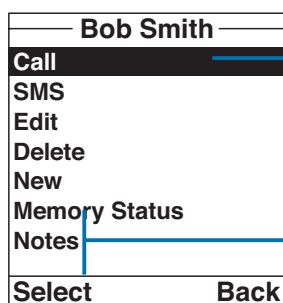 Bob Smith
Call
SMS
Edit
Delete
New
Memory Status
Notes
Select Back